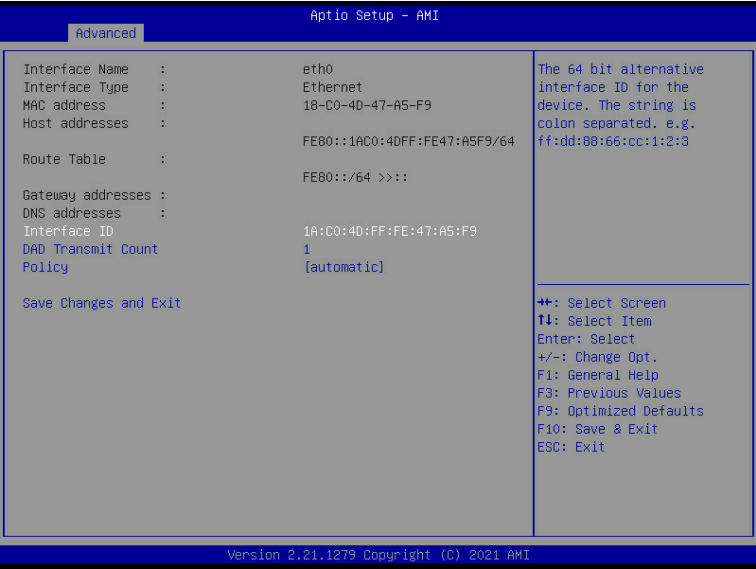 Aptio Setup - AMI
Advanced
Interface Name :  eth0
Interface Type :  Ethernet
MAC address :  18-C0-4D-47-A5-F9
Host addresses :
FE80::1AC0:4DFF:FE47:A5F9/64
Route Table :
FE80::/64 >>::
Gateway addresses :
DNS addresses :
Interface ID  1A:C0:4D:FF:FE:47:A5:F9
DAD Transmit Count  1
Policy  [automatic]
Save Changes and Exit
The 64 bit alternative
interface ID for the
device. The string is
colon separated. e.g.
ff:dd:88:66:cc:1:2:3
→←: Select Screen
↑↓: Select Item
Enter: Select
+/-: Change Opt.
F1: General Help
F3: Previous Values
F9: Optimized Defaults
F10: Save & Exit
ESC: Exit
Version 2.21.1279 Copyright (C) 2021 AMI